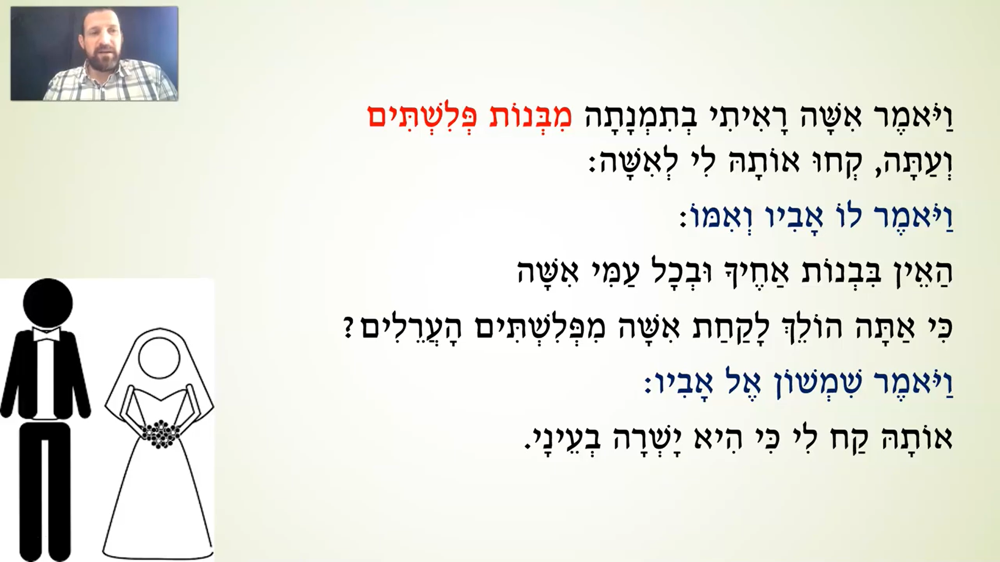 וַיֹּאמֶר אִשָּׁה רָאִיתִי בְתִמְנָתָה מִבְּנוֹת פְּלִשְׁתִּים
וְעַתָּה, קְחוּ אוֹתָהּ לִי לְאִשָּׁה:
וַיֹּאמֶר לוֹ אָבִיו וְאִמּוֹ:
הַאֵין בִּבְנוֹת אַחֶיךָ וּבְכָל עַמִּי אִשָּׁה
כִּי אַתָּה הוֹלֵךְ לָקַחַת אִשָּׁה מִפְּלִשְׁתִּים הָעֲרֵלִים?
וַיֹּאמֶר שִׁמְשׁוֹן אֶל אָבִיו:
אוֹתָהּ קַח לִי כִּי הִיא יָשְׁרָה בְעֵינָי.